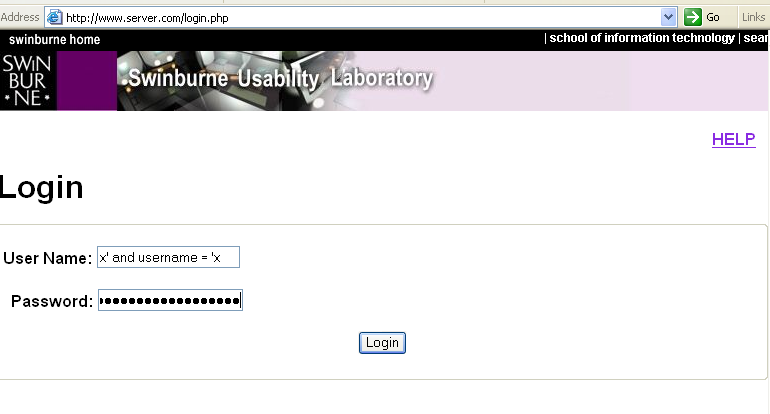 Address http://www.server.com/login.php Go Links
swinburne home | school of information technology | sear
SWiN
BUR
* NE *
Swinburne Usability Laboratory
HELP
Login
User Name: x' and username = 'x
Password: ●●●●●●●●●●●●●●●●●
Login